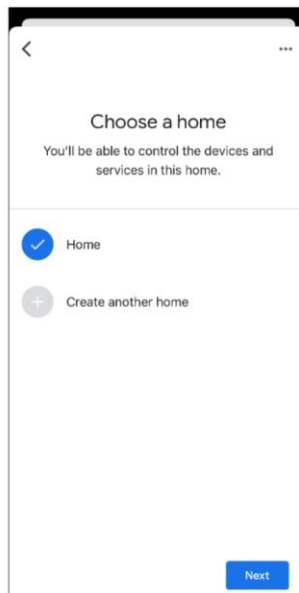 Choose a home
You'll be able to control the devices and
services in this home.
Home
Create another home
Next